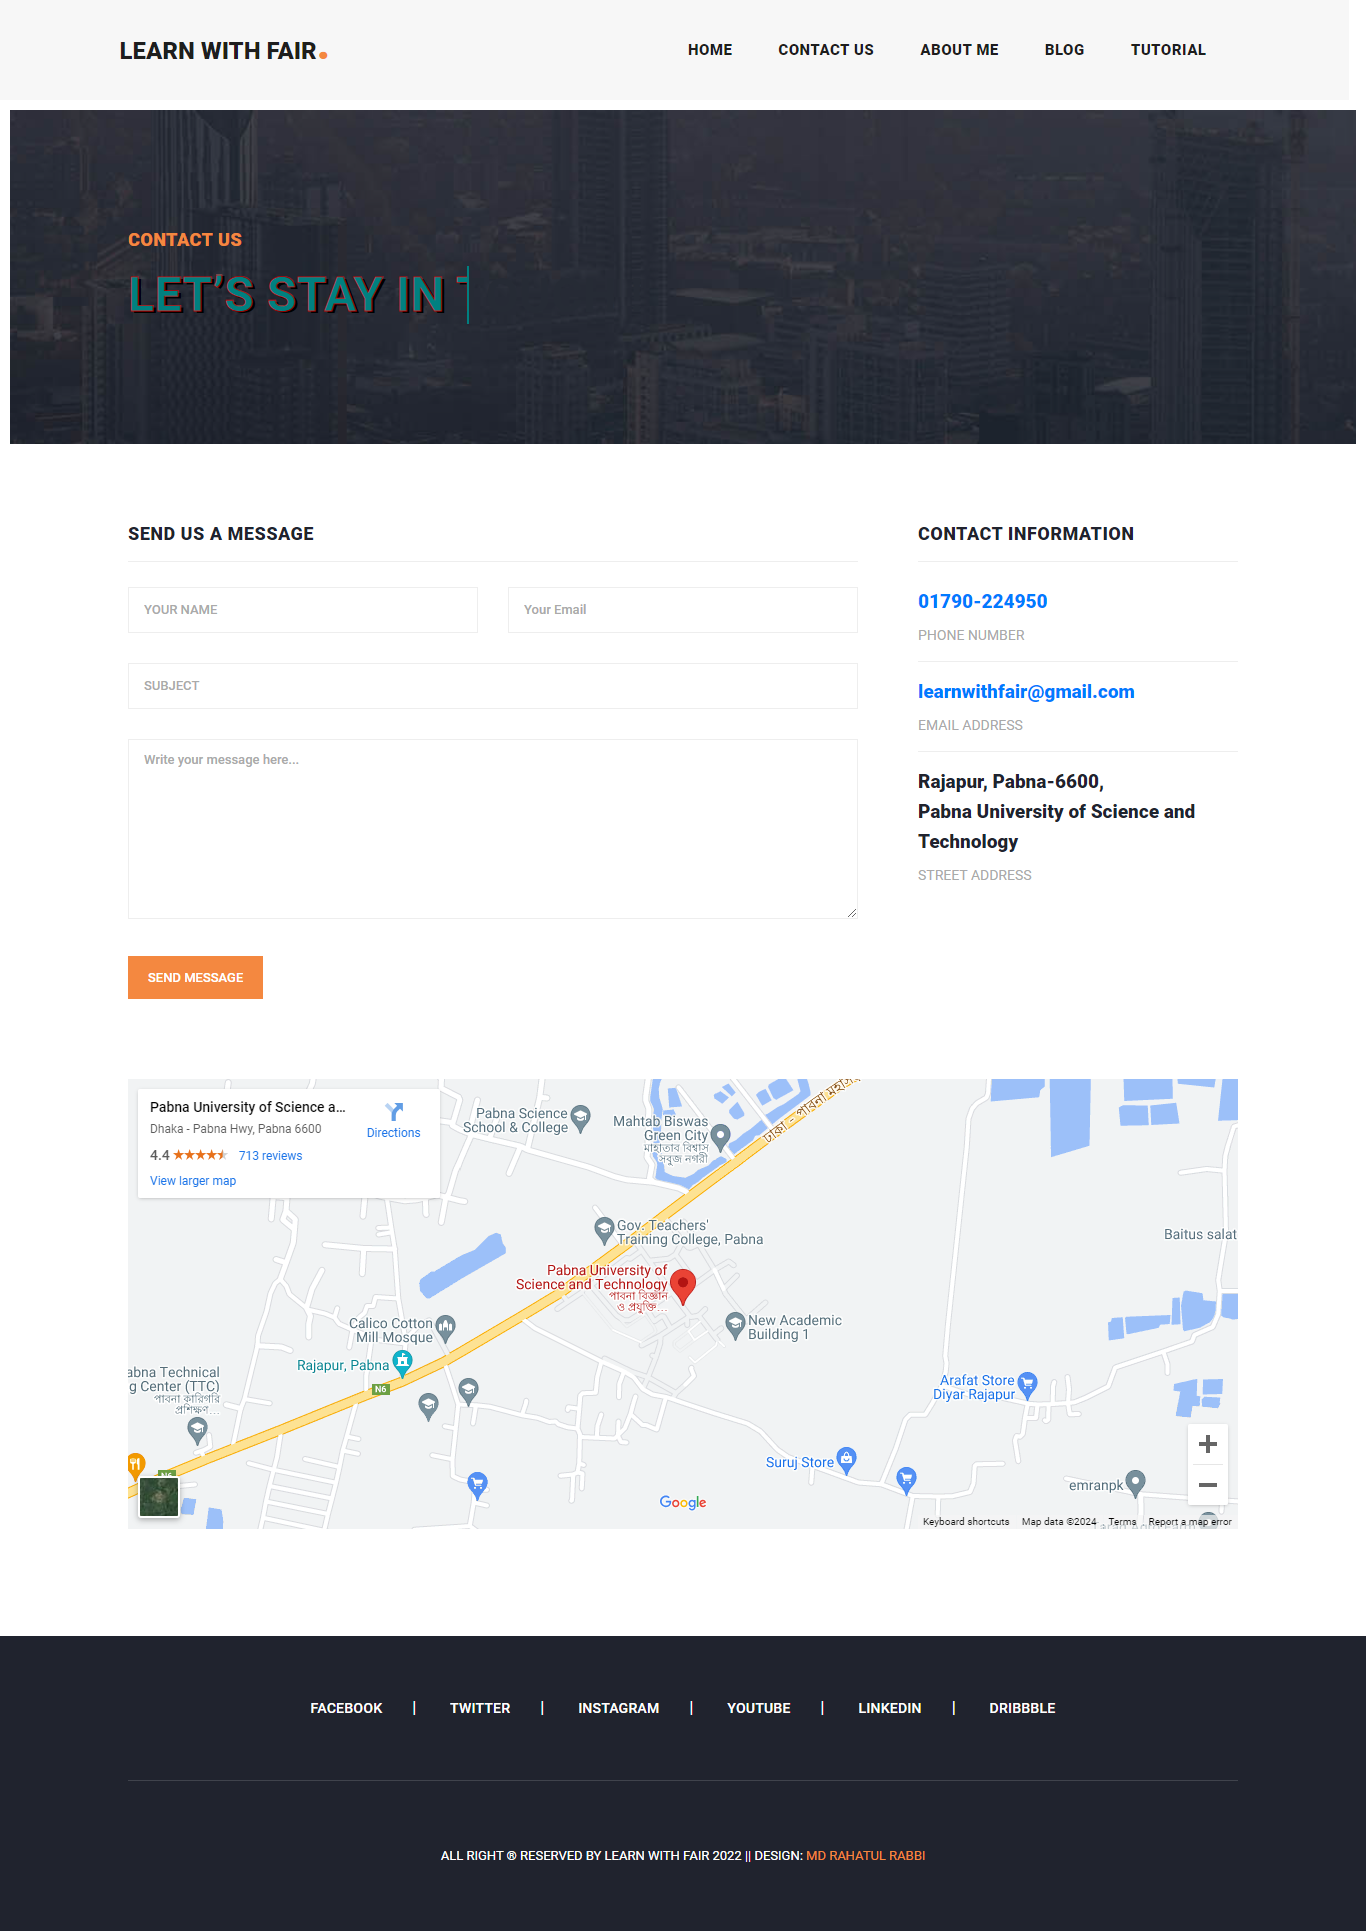 LEARN WITH FAIR.
HOME CONTACT US ABOUT ME BLOG TUTORIAL
CONTACT US
LET’S STAY IN
SEND US A MESSAGE
YOUR NAME Your Email
SUBJECT
Write your message here...
SEND MESSAGE
CONTACT INFORMATION
01790-224950
PHONE NUMBER
learnwithfair@gmail.com
EMAIL ADDRESS
Rajapur, Pabna-6600,
Pabna University of Science and
Technology
STREET ADDRESS
Pabna University of Science a...
Directions
Dhaka - Pabna Hwy, Pabna 6600
4.4 713 reviews
View larger map
Pabna Science
School & College
Mahtab Biswas
Green City
মাহাতাব বিশ্বাস
সবুজ নগরী
ঢাকা - পাবনা
Gov. Teachers'
Training College, Pabna
Baitus salat
Pabna University of
Science and Technology
পাবনা বিজ্ঞান
ও প্রযুক্তি...
New Academic
Building 1
Calico Cotton
Mill Mosque
Rajapur, Pabna
N6
abna Technical
g Center (TTC)
পাবনা কারিগরি
প্রশিক্ষণ...
Arafat Store
Diyar Rajapur
Suruj Store
emranpk
N6
Google
Keyboard shortcuts Map data ©2024 Terms Report a map error
FACEBOOK | TWITTER | INSTAGRAM | YOUTUBE | LINKEDIN | DRIBBBLE
ALL RIGHT ® RESERVED BY LEARN WITH FAIR 2022 || DESIGN: MD RAHATUL RABBI